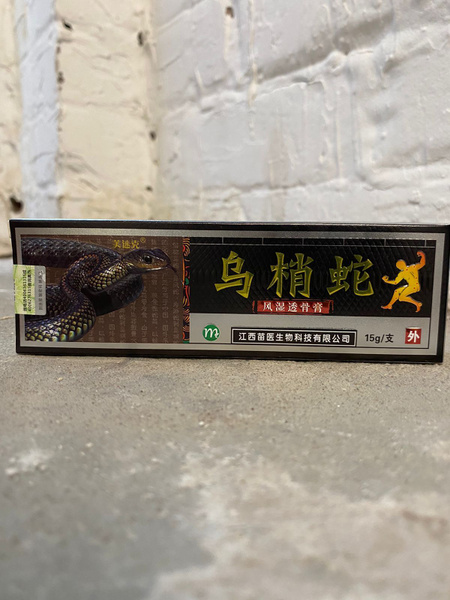 美迪克
乌梢蛇
风湿透骨膏
m
江西苗医生物科技有限公司
15g/支
外